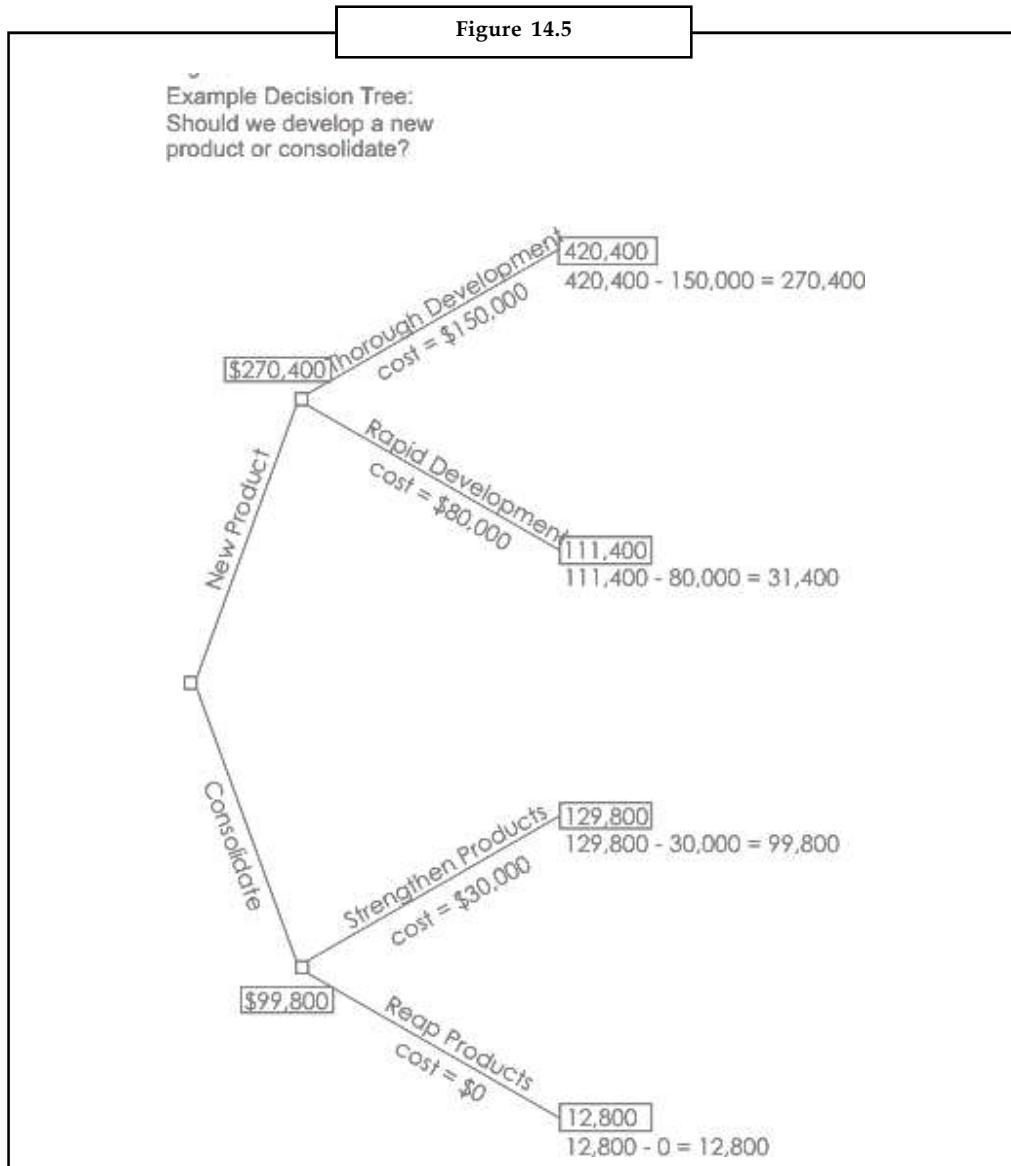 Figure 14.5
Example Decision Tree:
Should we develop a new
product or consolidate?
Thorough Development
cost = $150,000
420,400
420,400 - 150,000 = 270,400
$270,400
Rapid Development
cost = $80,000
111,400
111,400 - 80,000 = 31,400
New Product
Consolidate
Strengthen Products
cost = $30,000
129,800
129,800 - 30,000 = 99,800
$99,800
Reap Products
cost = $0
12,800
12,800 - 0 = 12,800